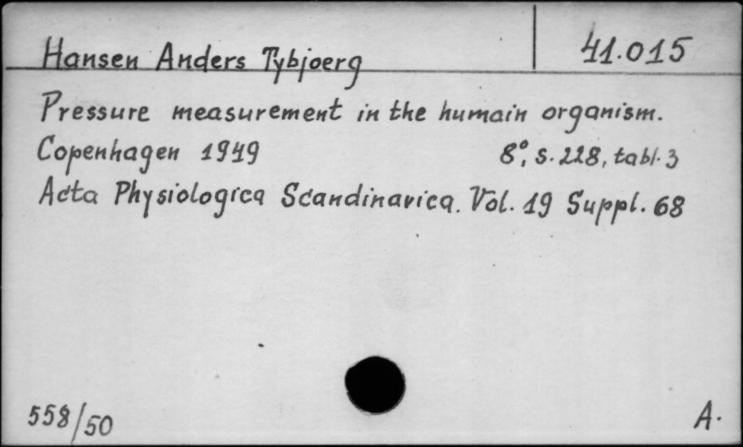 Hansen Anders Tybjoerg 41.015
Pressure measurement in the humain organism.
Copenhagen 1949 8°, s. 228, tabl. 3
Acta Physiologica Scandinavica. Vol. 19 Suppl. 68
558/50 A.